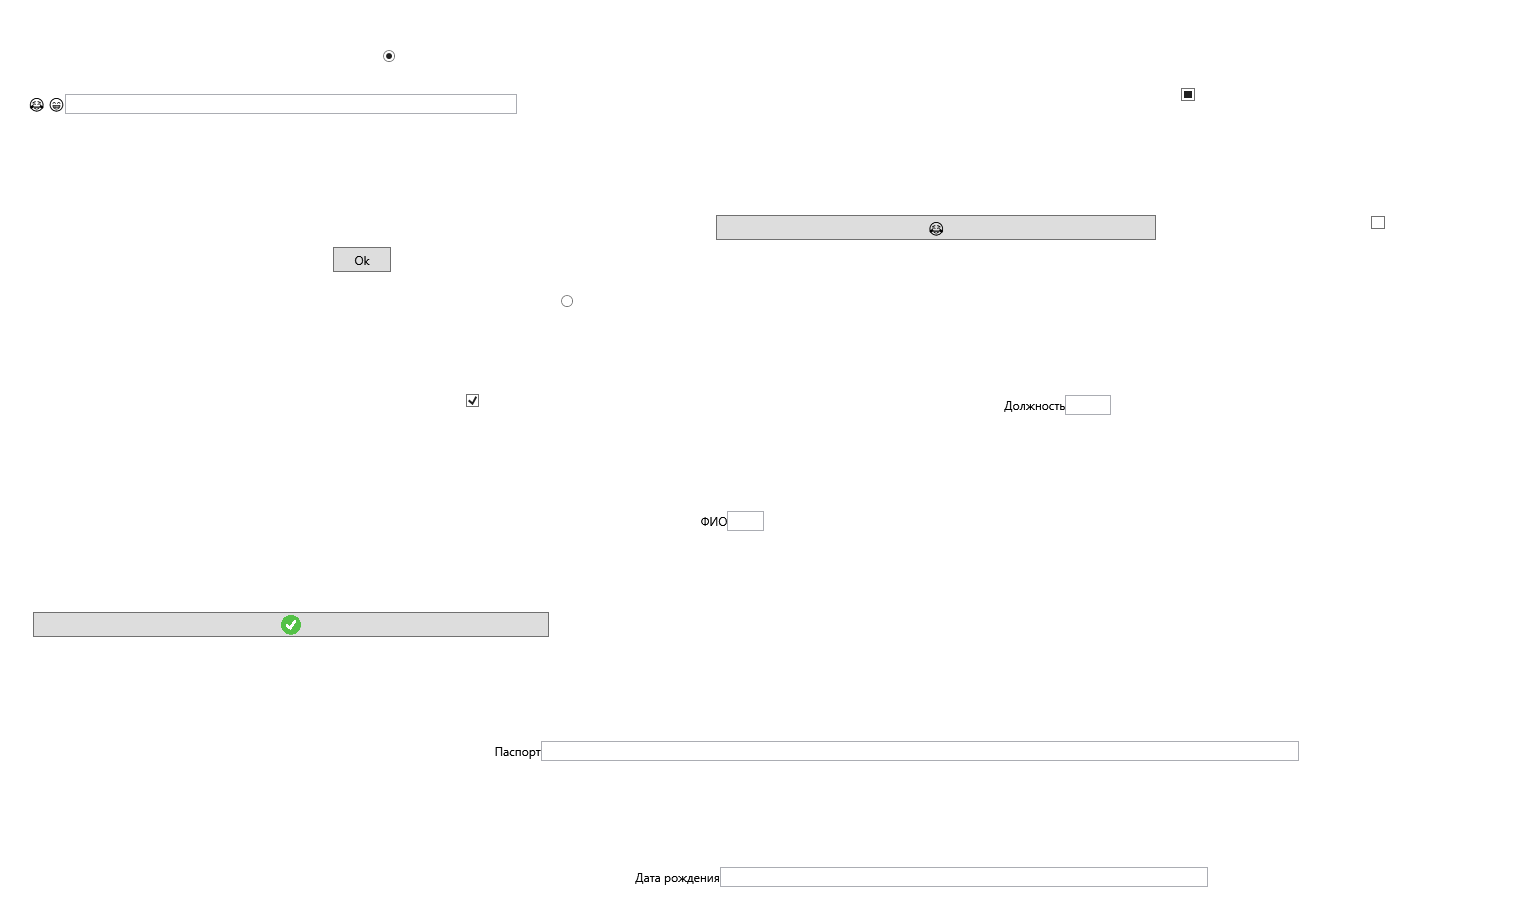 😂 😁
😂
Ok
Должность
ФИО
Паспорт
Дата рождения